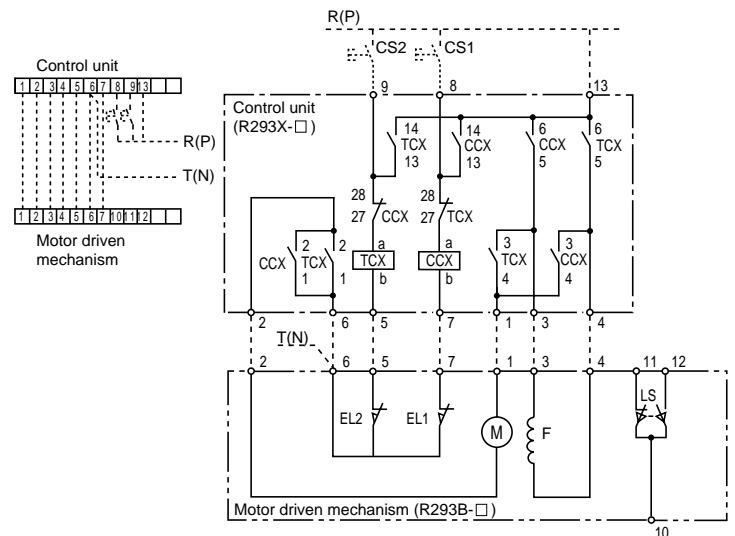 R(P)
CS2
CS1
Control unit
1 2 3 4 5 6 7 8 9 13
R(P)
T(N)
1 2 3 4 5 6 7 10 11 12
Motor driven
mechanism
9 8 13
Control unit
(R293X-□)
14 14 6 6
TCX CCX CCX TCX
13 13 5 5
28 28
27 CCX 27 TCX
2 2 a a 3 3
CCX TCX TCX CCX TCX CCX
1 1 b b 4 4
2 6 5 7 1 3 4
T(N)
2 6 5 7 1 3 4 11 12
LS
EL2 EL1 M F
Motor driven mechanism (R293B-□)
10